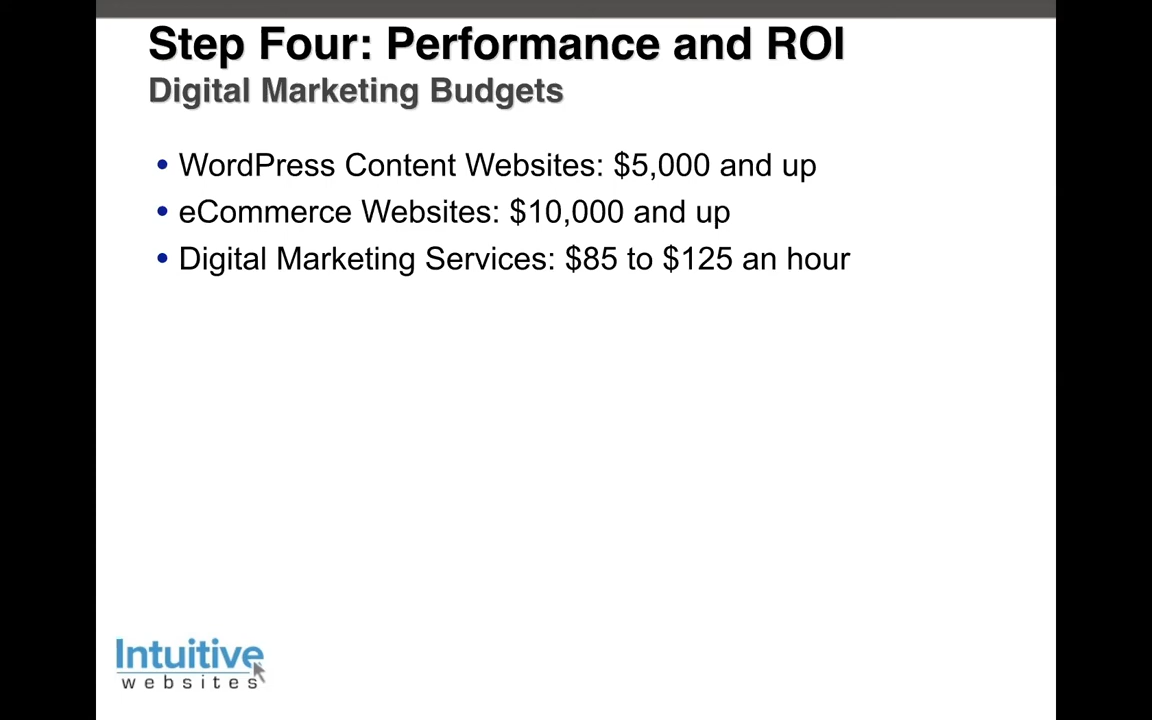 Step Four: Performance and ROI
Digital Marketing Budgets
• WordPress Content Websites: $5,000 and up
• eCommerce Websites: $10,000 and up
• Digital Marketing Services: $85 to $125 an hour
Intuitive
websites